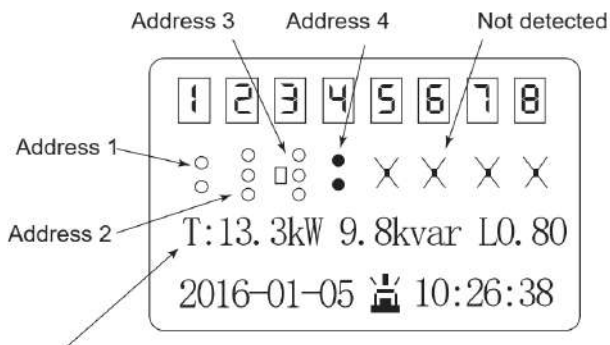 Address 3 Address 4 Not detected
1 2 3 4 5 6 7 8
Address 1
Address 2
T:13.3kW 9.8kvar L0.80
2016-01-05 10:26:38